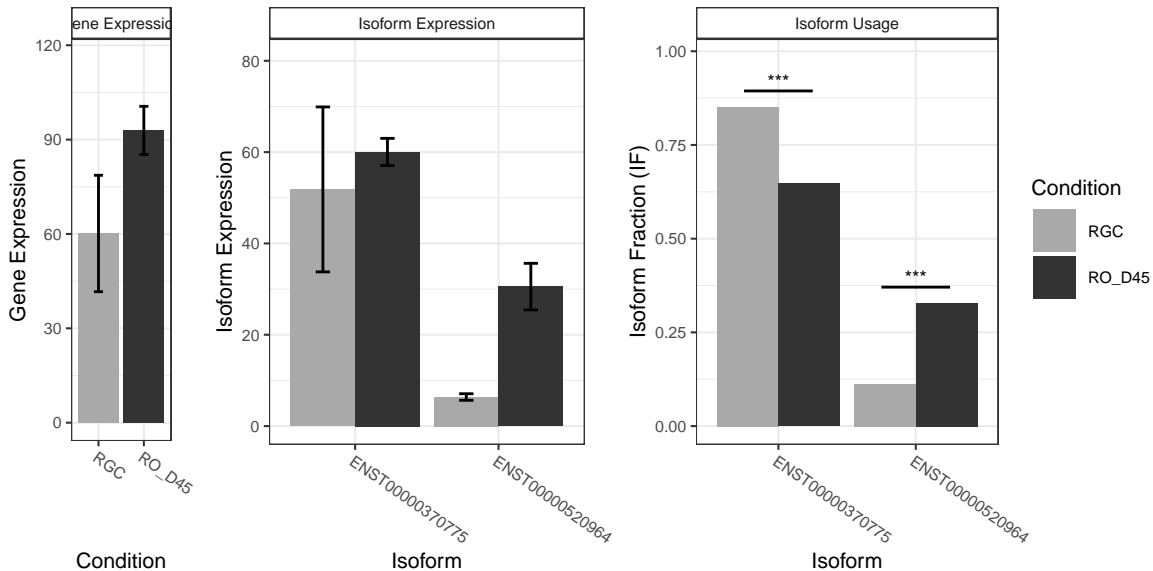 ene Expressio
Gene Expression
120
90
60
30
0
RGC
RO_D45
Condition
Isoform Expression
Isoform Expression
80
60
40
20
0
ENST00000370775
ENST00000520964
Isoform
Isoform Usage
Isoform Fraction (IF)
1.00
0.75
0.50
0.25
0.00
***
***
ENST00000370775
ENST00000520964
Isoform
Condition
RGC
RO_D45